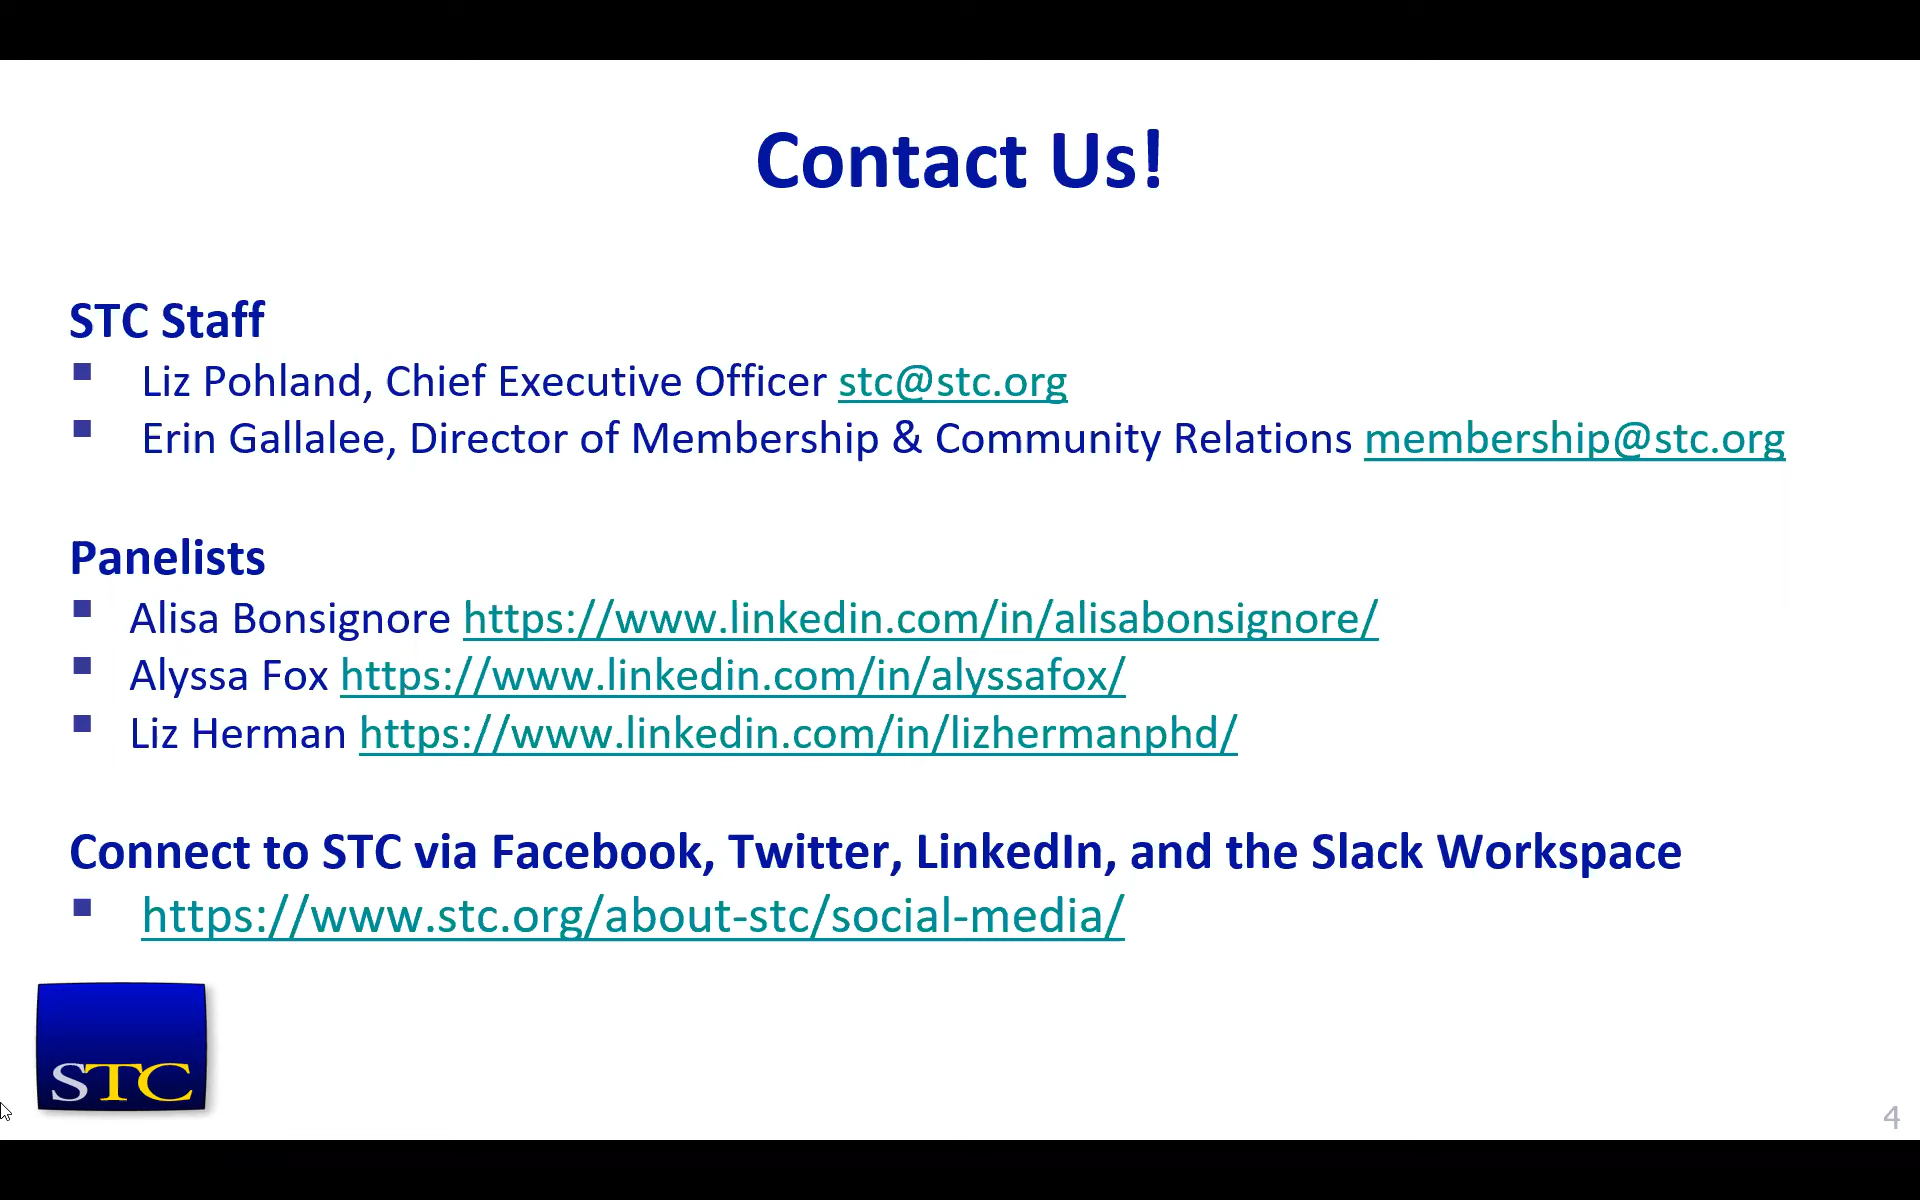 Contact Us!
STC Staff
▪ Liz Pohland, Chief Executive Officer stc@stc.org
▪ Erin Gallalee, Director of Membership & Community Relations membership@stc.org
Panelists
▪ Alisa Bonsignore https://www.linkedin.com/in/alisabonsignore/
▪ Alyssa Fox https://www.linkedin.com/in/alyssafox/
▪ Liz Herman https://www.linkedin.com/in/lizhermanphd/
Connect to STC via Facebook, Twitter, LinkedIn, and the Slack Workspace
▪ https://www.stc.org/about-stc/social-media/
STC
4